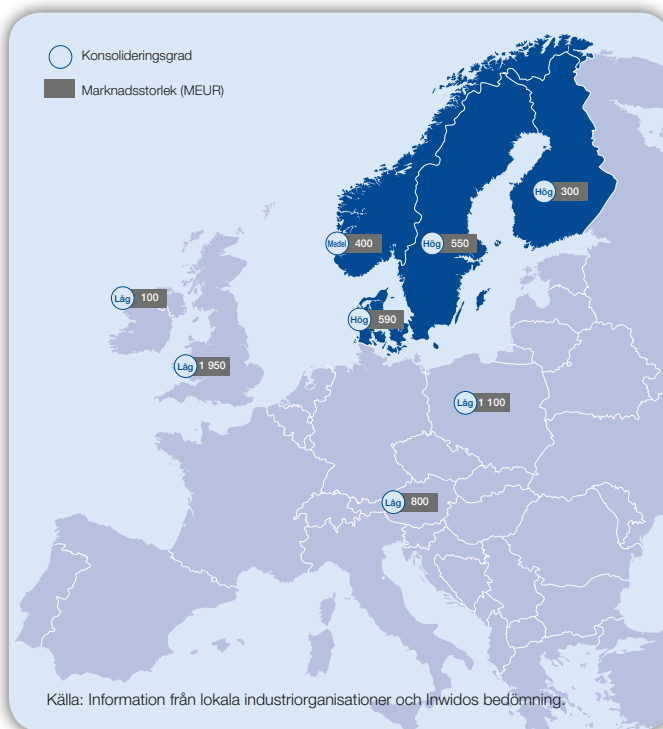 Konsolideringsgrad
Marknadsstorlek (MEUR)
Hög 300
Medel 400
Hög 550
Låg 100
Hög 590
Låg 1 950
Låg 1 100
Låg 800
Källa: Information från lokala industriorganisationer och Inwidos bedömning.